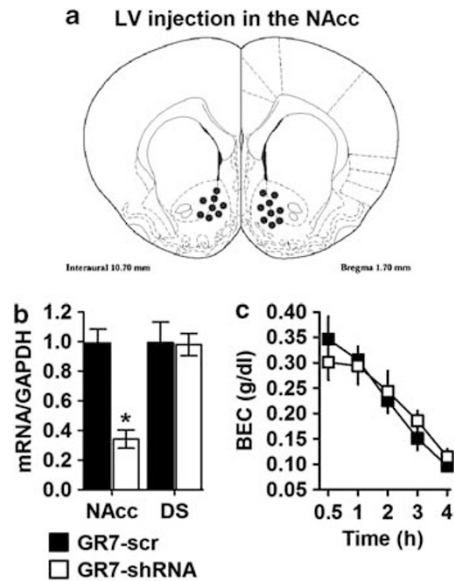 a LV injection in the NAcc
Interaural 10.70 mm
Bregma 1.70 mm
b
mRNA/GAPDH
1.2
1.0
0.8
0.6
0.4
0.2
0.0
*
NAcc DS
GR7-scr
GR7-shRNA
c
BEC (g/dl)
0.40
0.35
0.30
0.25
0.20
0.15
0.10
0.05
0.5 1 2 3 4
Time (h)